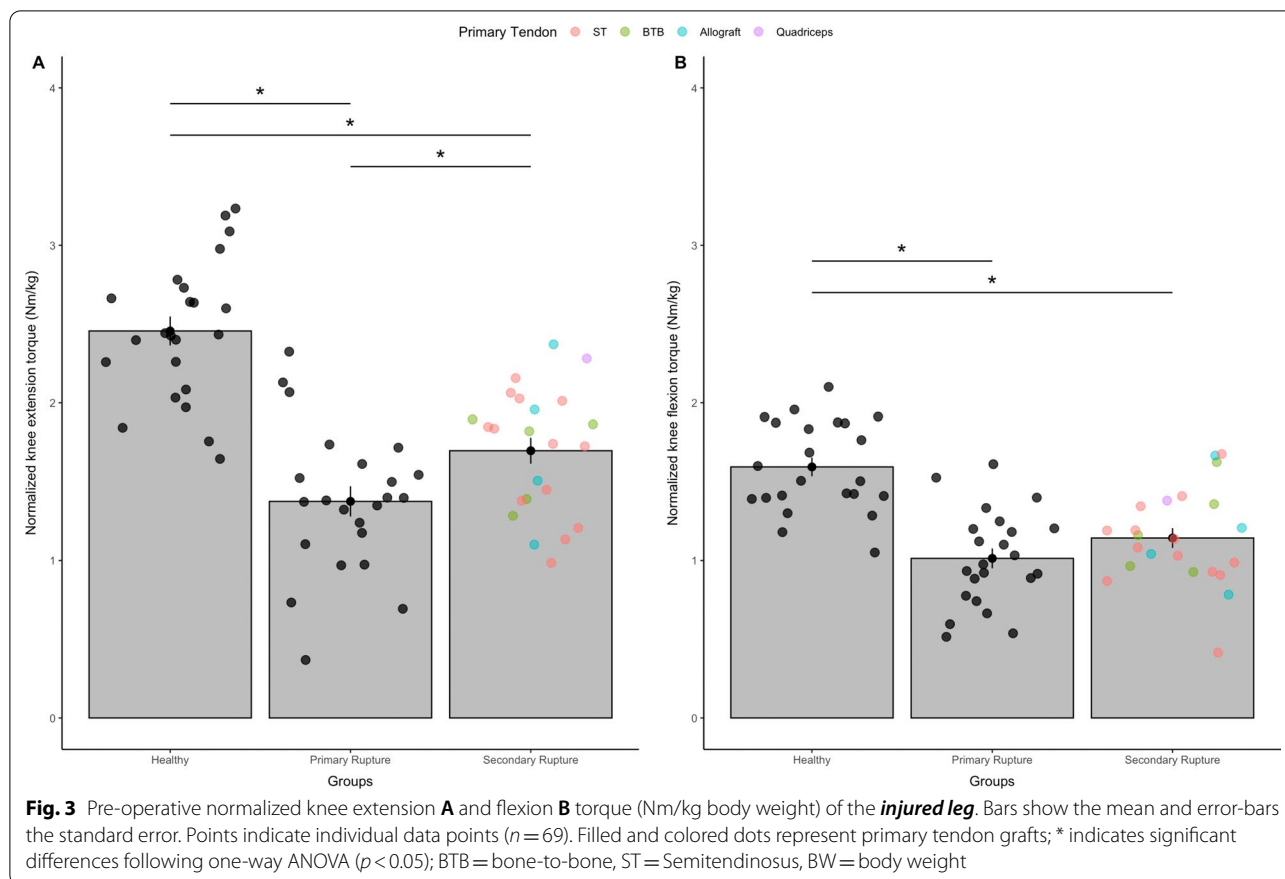 Primary Tendon ST BTB Allograft Quadriceps
A
Normalized knee extension torque (Nm/kg)
4
3
2
1
0
*
*
*
Healthy Primary Rupture Secondary Rupture
Groups
B
Normalized knee flexion torque (Nm/kg)
4
3
2
1
0
*
*
Healthy Primary Rupture Secondary Rupture
Groups
Fig. 3 Pre-operative normalized knee extension A and flexion B torque (Nm/kg body weight) of the injured leg. Bars show the mean and error-bars
the standard error. Points indicate individual data points (n = 69). Filled and colored dots represent primary tendon grafts; * indicates significant
differences following one-way ANOVA (p < 0.05); BTB = bone-to-bone, ST = Semitendinosus, BW = body weight